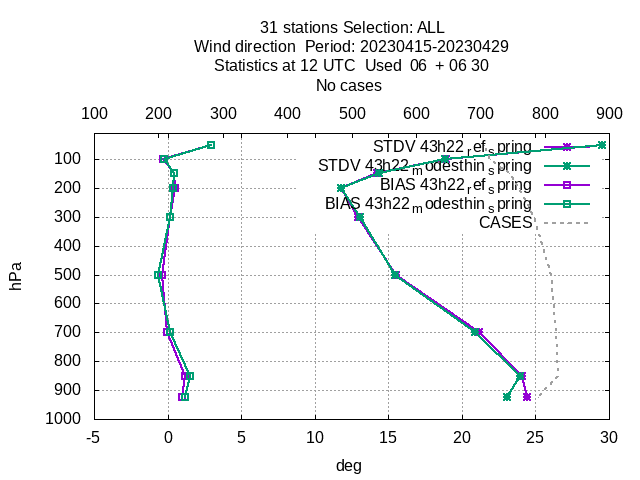 31 stations Selection: ALL
Wind direction  Period: 20230415-20230429
Statistics at 12 UTC  Used  06  + 06 30
No cases
100 200 300 400 500 600 700 800 900
STDV 43h22_ref_spring
STDV 43h22_modesthin_spring
BIAS 43h22_ref_spring
BIAS 43h22_modesthin_spring
CASES
100
200
300
400
500
600
700
800
900
1000
hPa
-5 0 5 10 15 20 25 30
deg